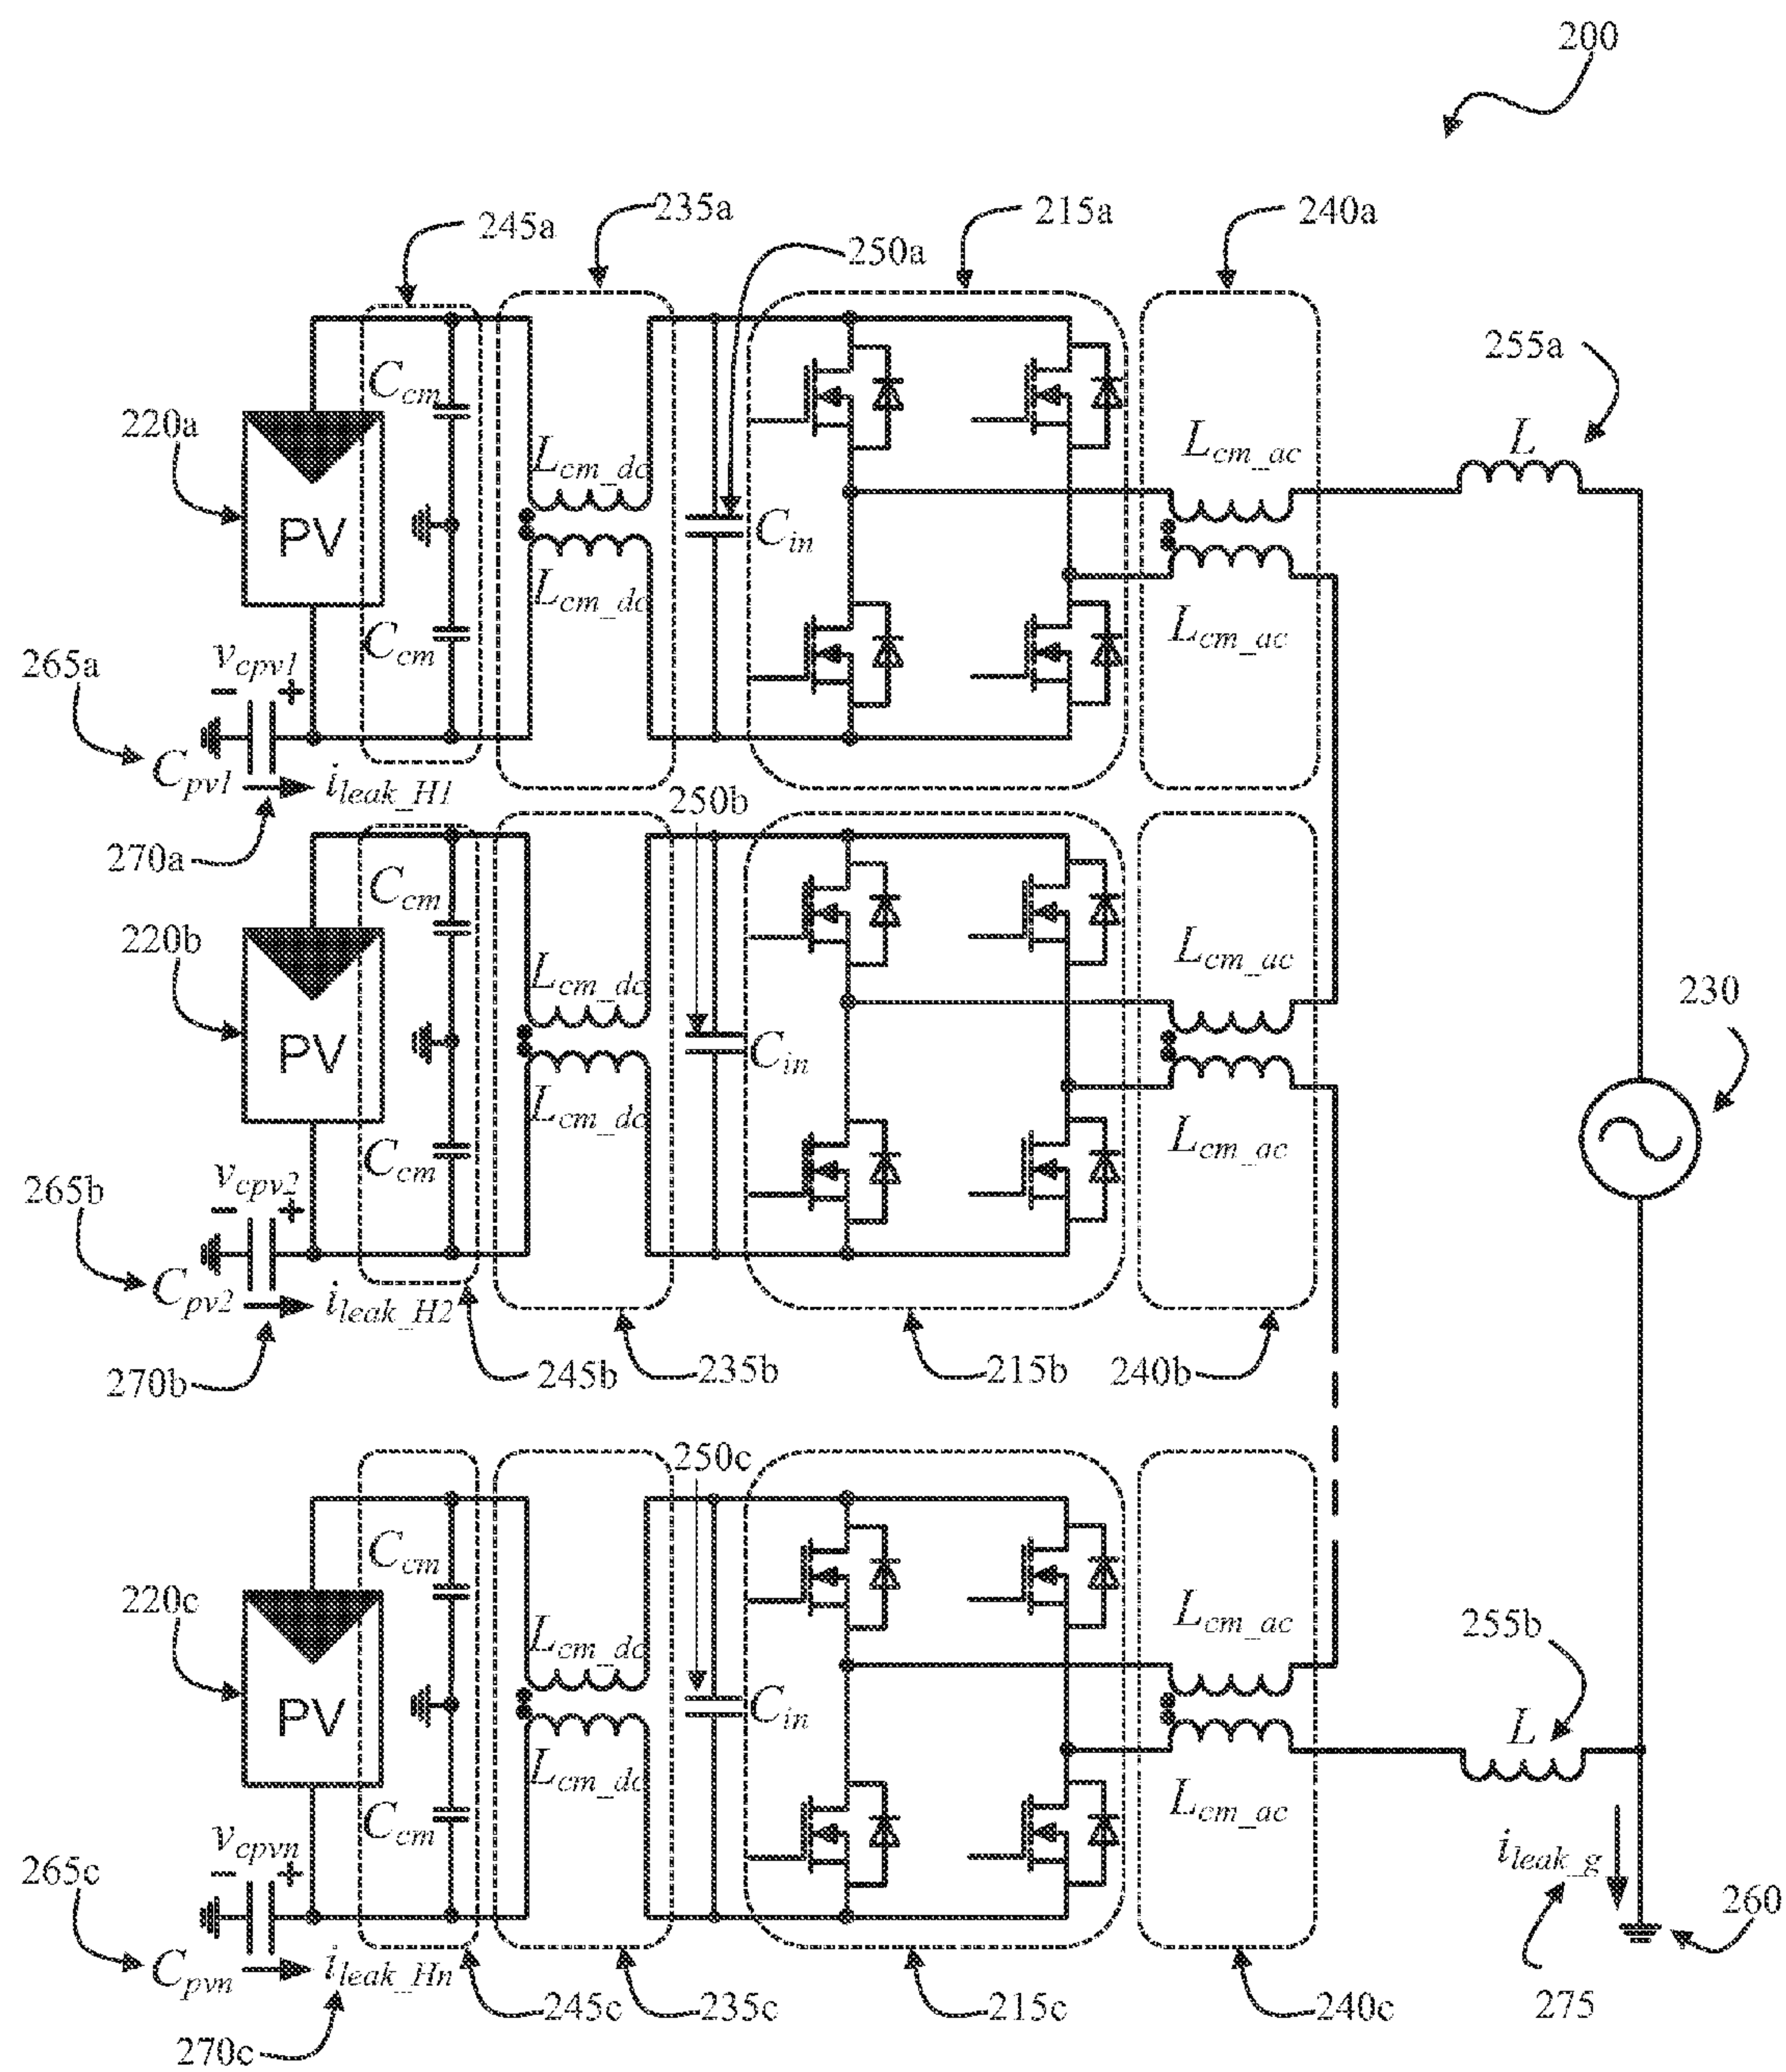 200
235a
215a
240a
245a
250a
255a
C_cm
220a
L_cm_dc
L_cm_ac
L
PV
C_in
L_cm_dc
C_cm
L_cm_ac
265a
- v_cpv1 +
C_pv1
i_leak_H1
250b
270a
C_cm
220b
L_cm_dc
L_cm_ac
230
PV
C_in
L_cm_dc
C_cm
L_cm_ac
265b
- v_cpv2 +
C_pv2
i_leak_H2
270b
245b
235b
215b
240b
250c
C_cm
220c
L_cm_dc
L_cm_ac
255b
PV
C_in
L
L_cm_dc
C_cm
L_cm_ac
265c
- v_cpvn +
i_leak_g
260
C_pvn
i_leak_Hn
245c
235c
215c
240c
275
270c